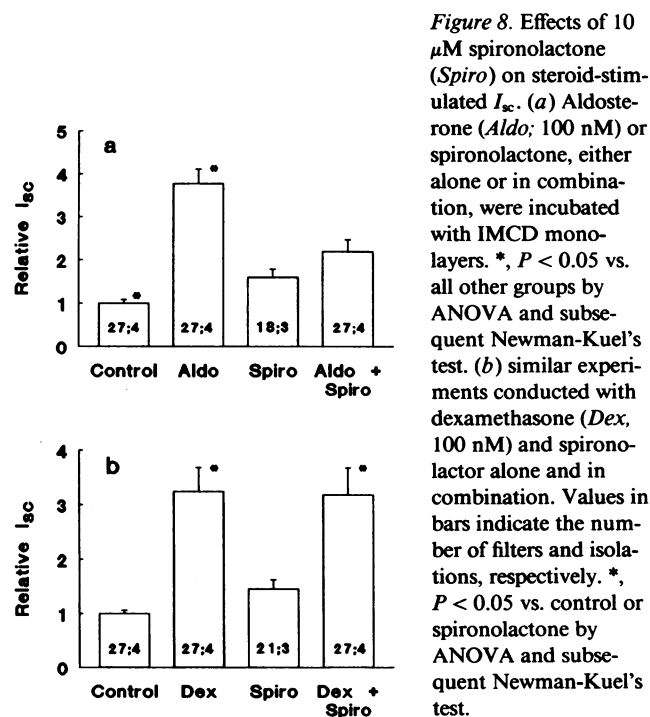 Figure 8. Effects of 10
μM spironolactone
(Spiro) on steroid-stim-
ulated Isc. (a) Aldoste-
rone (Aldo; 100 nM) or
spironolactone, either
alone or in combina-
tion, were incubated
with IMCD mono-
layers. *, P < 0.05 vs.
all other groups by
ANOVA and subse-
quent Newman-Kuel's
test. (b) similar experi-
ments conducted with
dexamethasone (Dex,
100 nM) and spirono-
lactor alone and in
combination. Values in
bars indicate the num-
ber of filters and isola-
tions, respectively. *,
P < 0.05 vs. control or
spironolactone by
ANOVA and subse-
quent Newman-Kuel's
test.
a
Relative Isc
5
4
3
2
1
0
* * 
27;4 27;4 18;3 27;4
Control Aldo Spiro Aldo +
Spiro
b
Relative Isc
4
3
2
1
0
* *
27;4 27;4 21;3 27;4
Control Dex Spiro Dex +
Spiro